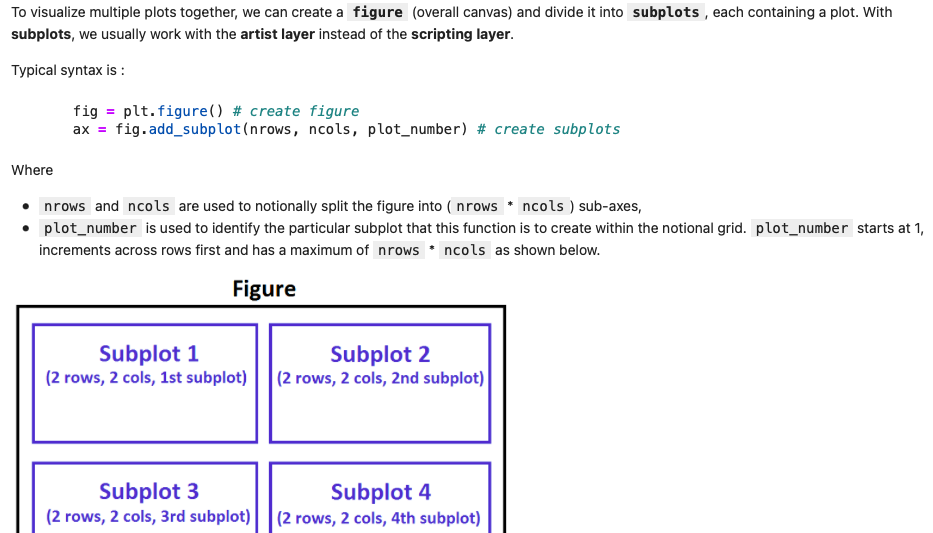 To visualize multiple plots together, we can create a figure (overall canvas) and divide it into subplots , each containing a plot. With
subplots, we usually work with the artist layer instead of the scripting layer.
Typical syntax is :
fig = plt.figure() # create figure
ax = fig.add_subplot(nrows, ncols, plot_number) # create subplots
Where
• nrows and ncols are used to notionally split the figure into ( nrows * ncols ) sub-axes,
• plot_number is used to identify the particular subplot that this function is to create within the notional grid. plot_number starts at 1,
increments across rows first and has a maximum of nrows * ncols as shown below.
Figure
Subplot 1
(2 rows, 2 cols, 1st subplot)
Subplot 2
(2 rows, 2 cols, 2nd subplot)
Subplot 3
(2 rows, 2 cols, 3rd subplot)
Subplot 4
(2 rows, 2 cols, 4th subplot)